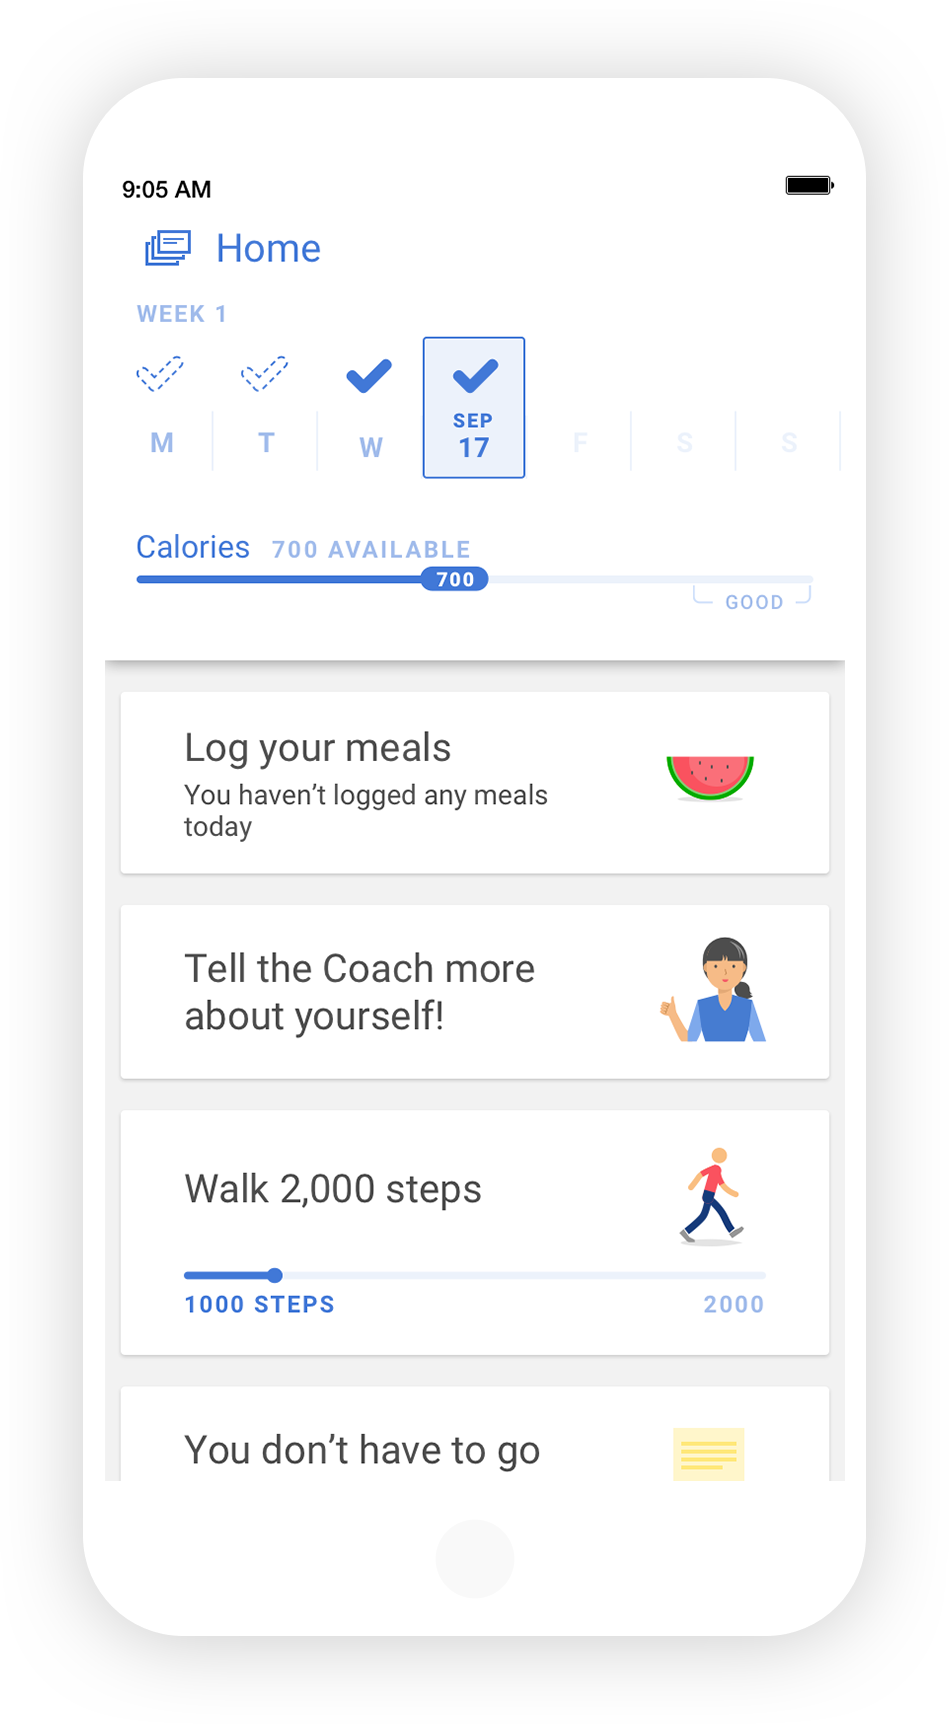 9:05 AM
Home
WEEK 1
M T W SEP 17 F S S
Calories 700 AVAILABLE
700
GOOD
Log your meals
You haven’t logged any meals
today
Tell the Coach more
about yourself!
Walk 2,000 steps
1000 STEPS 2000
You don’t have to go